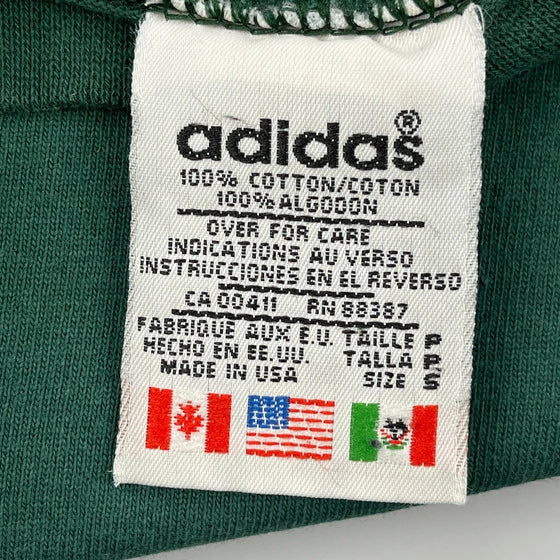 adidas®
100% COTTON/COTON
100% ALGODON
OVER FOR CARE
INDICATIONS AU VERSO
INSTRUCCIONES EN EL REVERSO
CA 00411 RN 88387
FABRIQUE AUX E.U. TAILLE P
HECHO EN EE.UU. TALLA P
MADE IN USA SIZE S